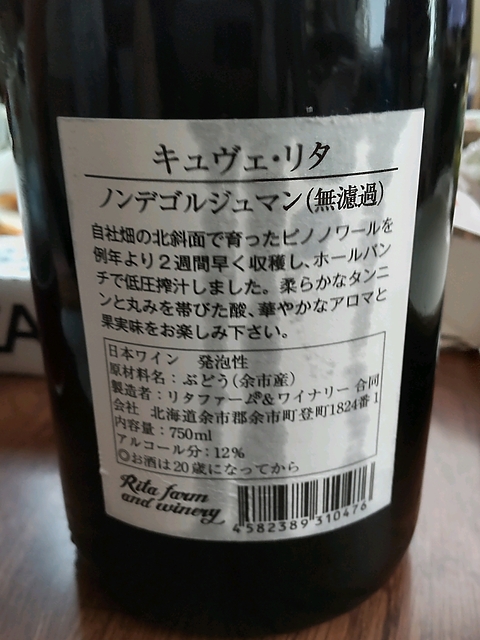 キュヴェ・リタ
ノンデゴルジュマン(無濾過)
自社畑の北斜面で育ったピノノワールを
例年より２週間早く収穫し、ホールバン
チで低圧搾汁しました。柔らかなタンニ
ンと丸みを帯びた酸、華やかなアロマと
果実味をお楽しみ下さい。
日本ワイン 発泡性
原材料名：ぶどう(余市産)
製造者：リタファーム&ワイナリー 合同
会社 北海道余市郡余市町登町1824番1
内容量：750ml
アルコール分：12%
◎お酒は20歳になってから
Rita farm
and winery
4582389310476